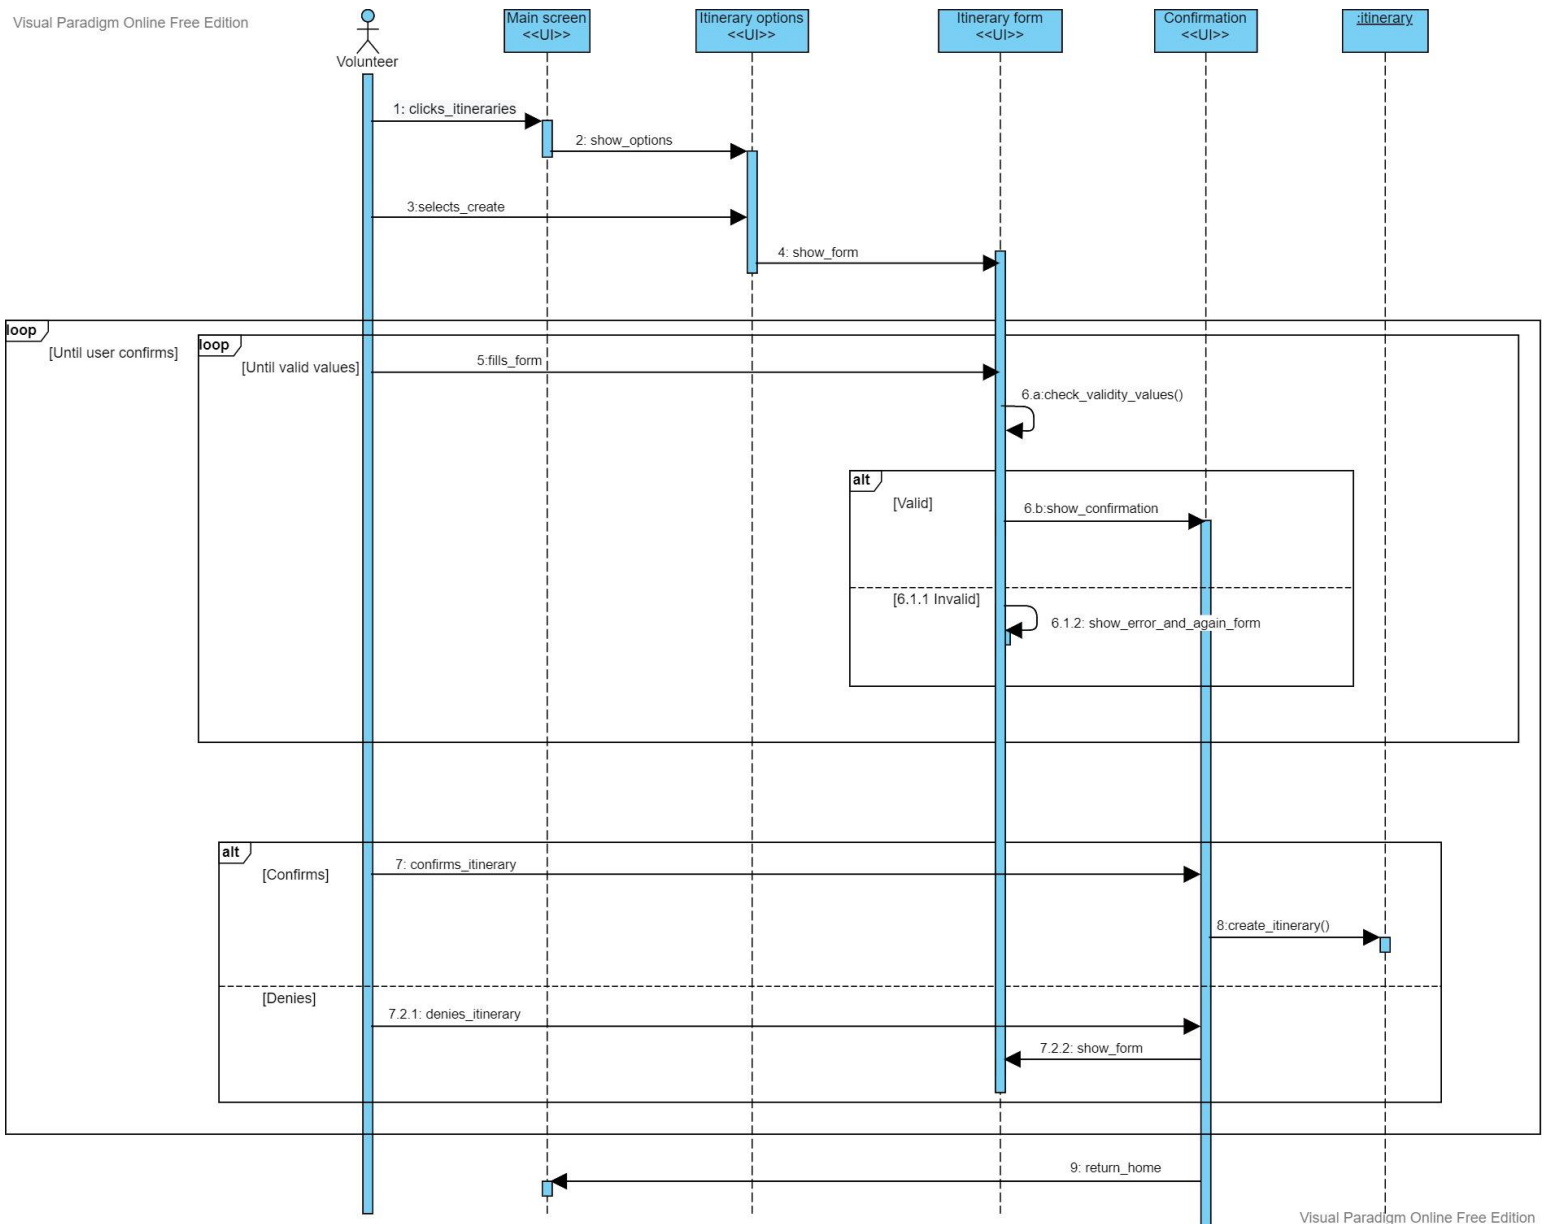 Visual Paradigm Online Free Edition
Volunteer
Main screen
<<UI>>
Itinerary options
<<UI>>
Itinerary form
<<UI>>
Confirmation
<<UI>>
:itinerary
1: clicks_itineraries
2: show_options
3:selects_create
4: show_form
loop
[Until user confirms]
loop
[Until valid values]
5:fills_form
6.a:check_validity_values()
alt
[Valid]
6.b:show_confirmation
[6.1.1 Invalid]
6.1.2: show_error_and_again_form
alt
[Confirms]
7: confirms_itinerary
8:create_itinerary()
[Denies]
7.2.1: denies_itinerary
7.2.2: show_form
9: return_home
Visual Paradigm Online Free Edition